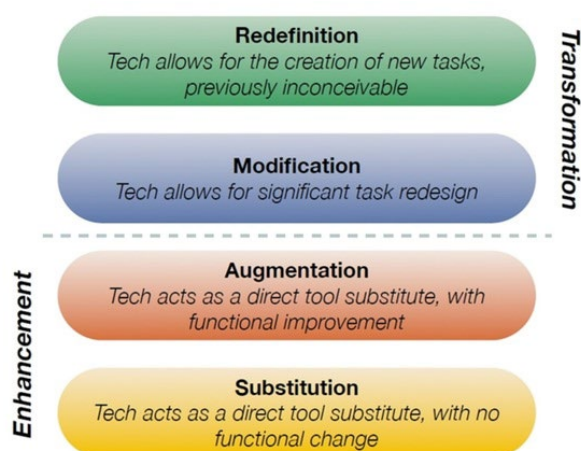 Redefinition
Tech allows for the creation of new tasks,
previously inconceivable
Transformation
Modification
Tech allows for significant task redesign
Augmentation
Tech acts as a direct tool substitute, with
functional improvement
Enhancement
Substitution
Tech acts as a direct tool substitute, with no
functional change